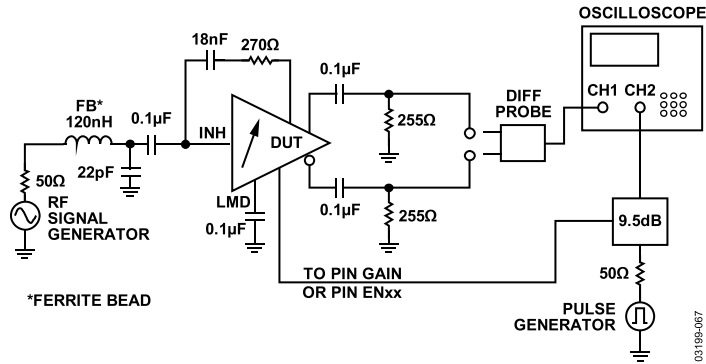 OSCILLOSCOPE
18nF
270Ω
0.1µF
FB*
120nH
0.1µF
DIFF
PROBE
CH1
CH2
INH
DUT
255Ω
50Ω
22pF
LMD
RF
SIGNAL
GENERATOR
0.1µF
0.1µF
255Ω
9.5dB
TO PIN GAIN
OR PIN ENxx
50Ω
*FERRITE BEAD
PULSE
GENERATOR
03199-067